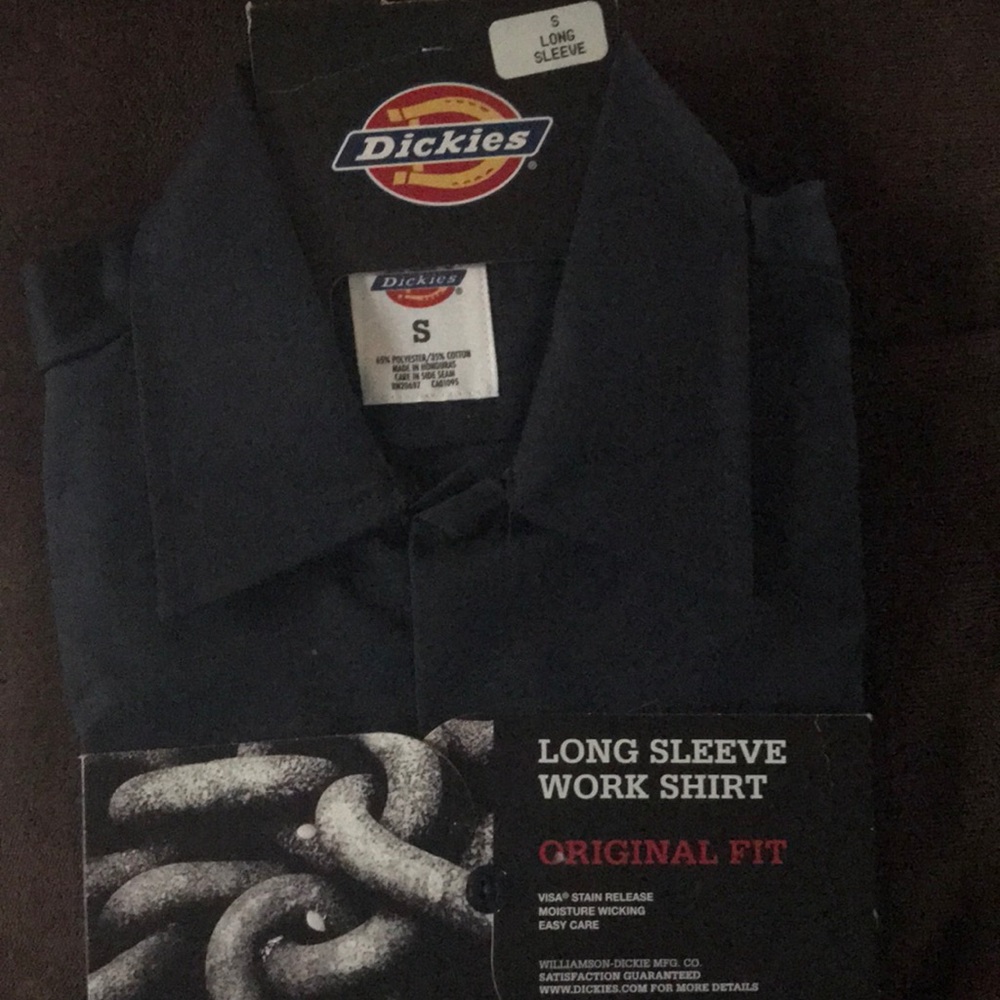 S
LONG
SLEEVE
Dickies®
Dickies®
S
65% POLYESTER/35% COTTON
MADE IN HONDURAS
CARE IN SIDE SEAM
RN20697 CA01095
LONG SLEEVE
WORK SHIRT
ORIGINAL FIT
VISA® STAIN RELEASE
MOISTURE WICKING
EASY CARE
WILLIAMSON-DICKIE MFG. CO.
SATISFACTION GUARANTEED
WWW.DICKIES.COM FOR MORE DETAILS